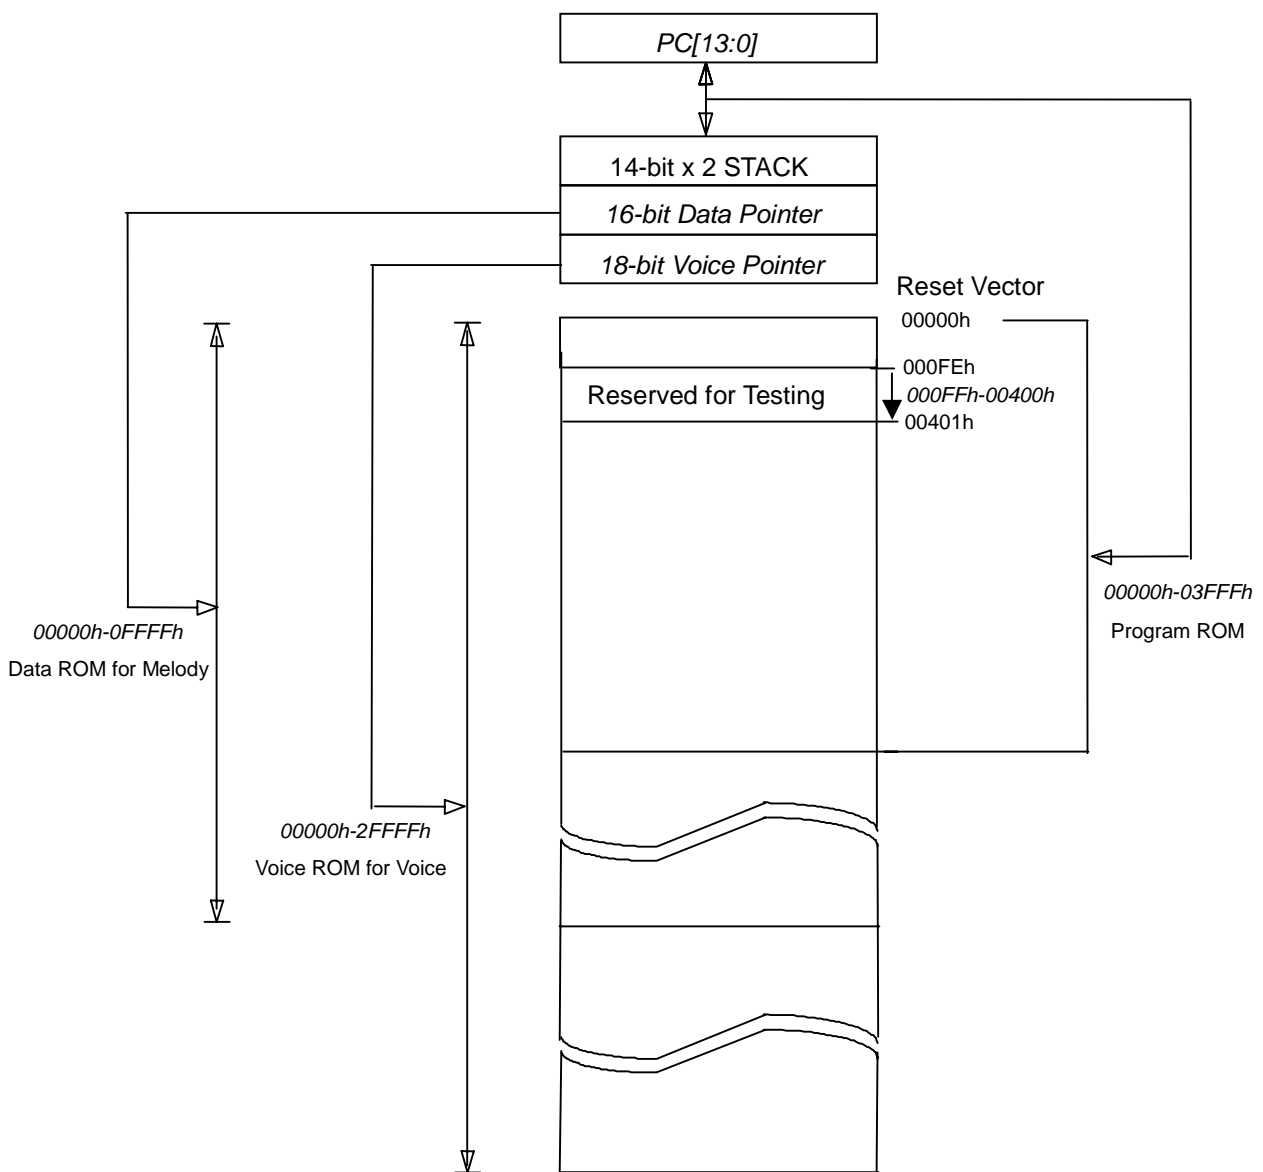 PC[13:0]
14-bit x 2 STACK
16-bit Data Pointer
18-bit Voice Pointer
Reset Vector
00000h
000FEh
Reserved for Testing
000FFh-00400h
00401h
00000h-03FFFh
Program ROM
00000h-0FFFFh
Data ROM for Melody
00000h-2FFFFh
Voice ROM for Voice